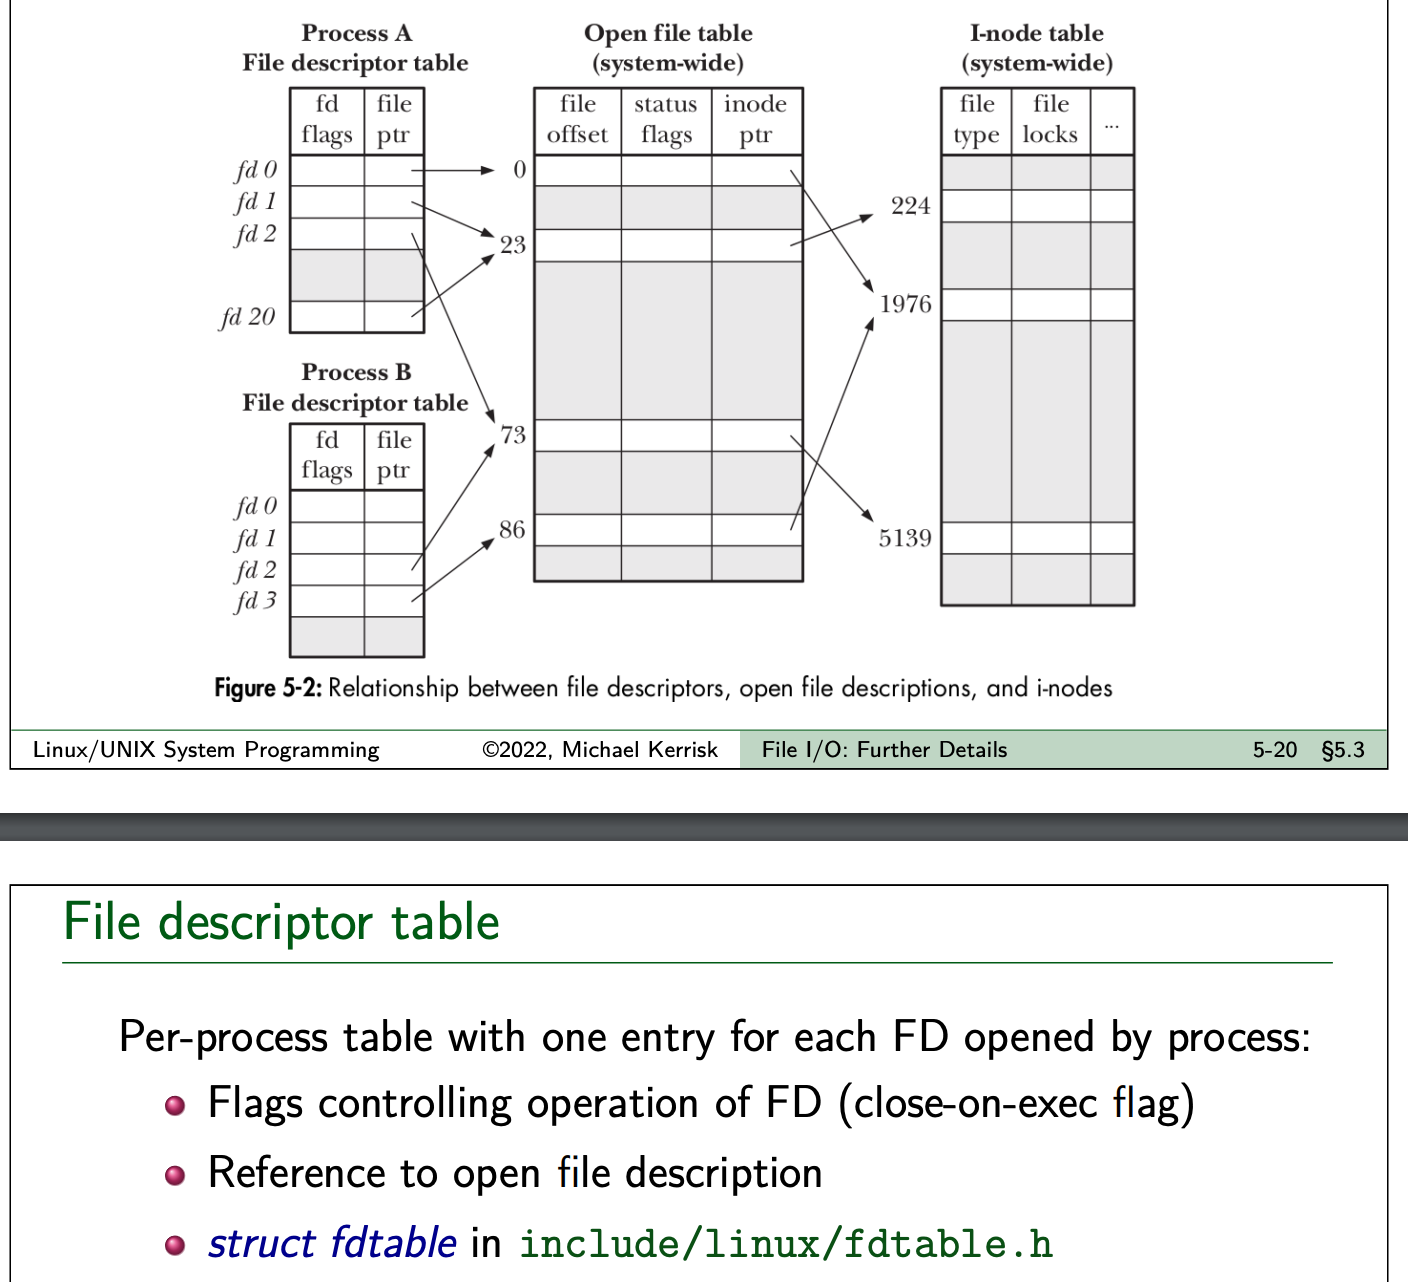 Process A
File descriptor table
fd flags
file ptr
fd 0
fd 1
fd 2
fd 20
Process B
File descriptor table
fd flags
file ptr
fd 0
fd 1
fd 2
fd 3
Open file table
(system-wide)
file offset
status flags
inode ptr
0
23
73
86
I-node table
(system-wide)
file type
file locks
...
224
1976
5139
Figure 5-2: Relationship between file descriptors, open file descriptions, and i-nodes
Linux/UNIX System Programming ©2022, Michael Kerrisk File I/O: Further Details 5-20 §5.3
File descriptor table
Per-process table with one entry for each FD opened by process:
Flags controlling operation of FD (close-on-exec flag)
Reference to open file description
struct fdtable in include/linux/fdtable.h